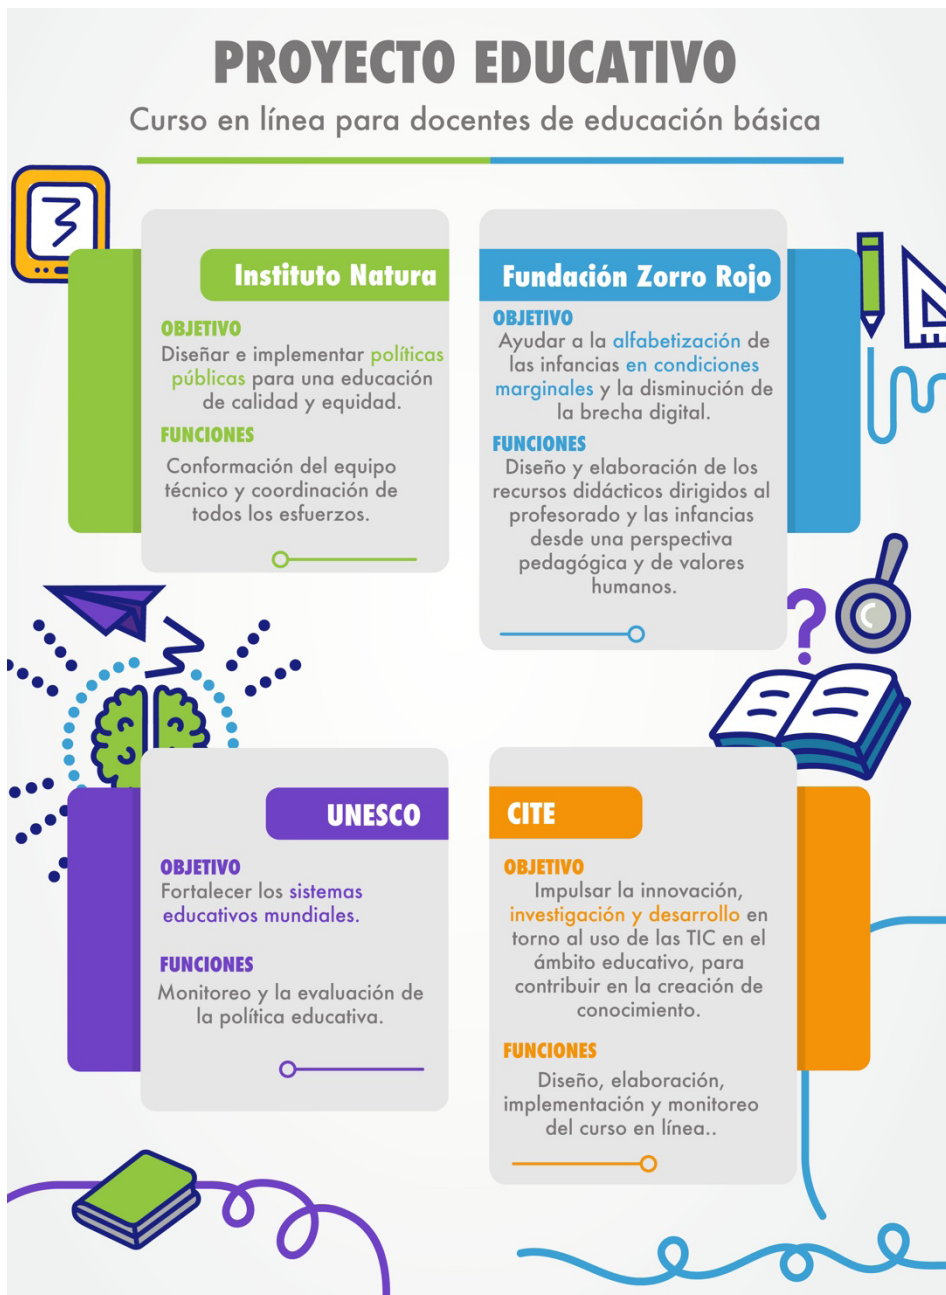 PROYECTO EDUCATIVO
Curso en línea para docentes de educación básica
Instituto Natura
OBJETIVO
Diseñar e implementar políticas
públicas para una educación
de calidad y equidad.
FUNCIONES
Conformación del equipo
técnico y coordinación de
todos los esfuerzos.
Fundación Zorro Rojo
OBJETIVO
Ayudar a la alfabetización de
las infancias en condiciones
marginales y la disminución de
la brecha digital.
FUNCIONES
Diseño y elaboración de los
recursos didácticos dirigidos al
profesorado y las infancias
desde una perspectiva
pedagógica y de valores
humanos.
?
UNESCO
OBJETIVO
Fortalecer los sistemas
educativos mundiales.
FUNCIONES
Monitoreo y la evaluación de
la política educativa.
CITE
OBJETIVO
Impulsar la innovación,
investigación y desarrollo en
torno al uso de las TIC en el
ámbito educativo, para
contribuir en la creación de
conocimiento.
FUNCIONES
Diseño, elaboración,
implementación y monitoreo
del curso en línea..